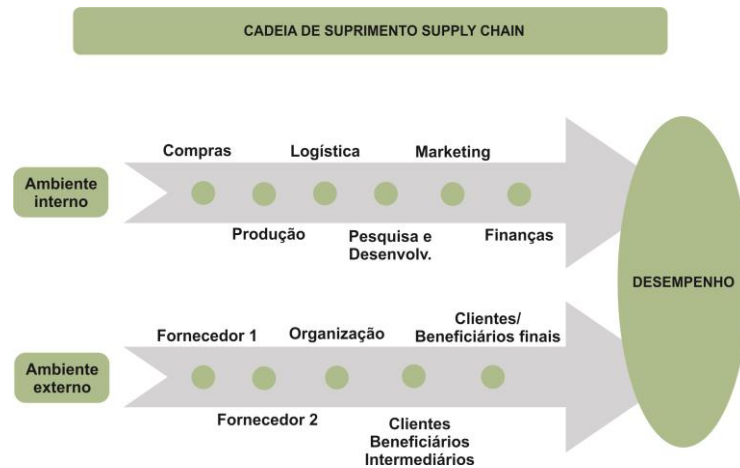 CADEIA DE SUPRIMENTO SUPPLY CHAIN
Compras
Logística
Marketing
Ambiente
interno
Produção
Pesquisa e
Desenvolv.
Finanças
DESEMPENHO
Fornecedor 1
Organização
Clientes/
Beneficiários finais
Ambiente
externo
Fornecedor 2
Clientes
Beneficiários
Intermediários